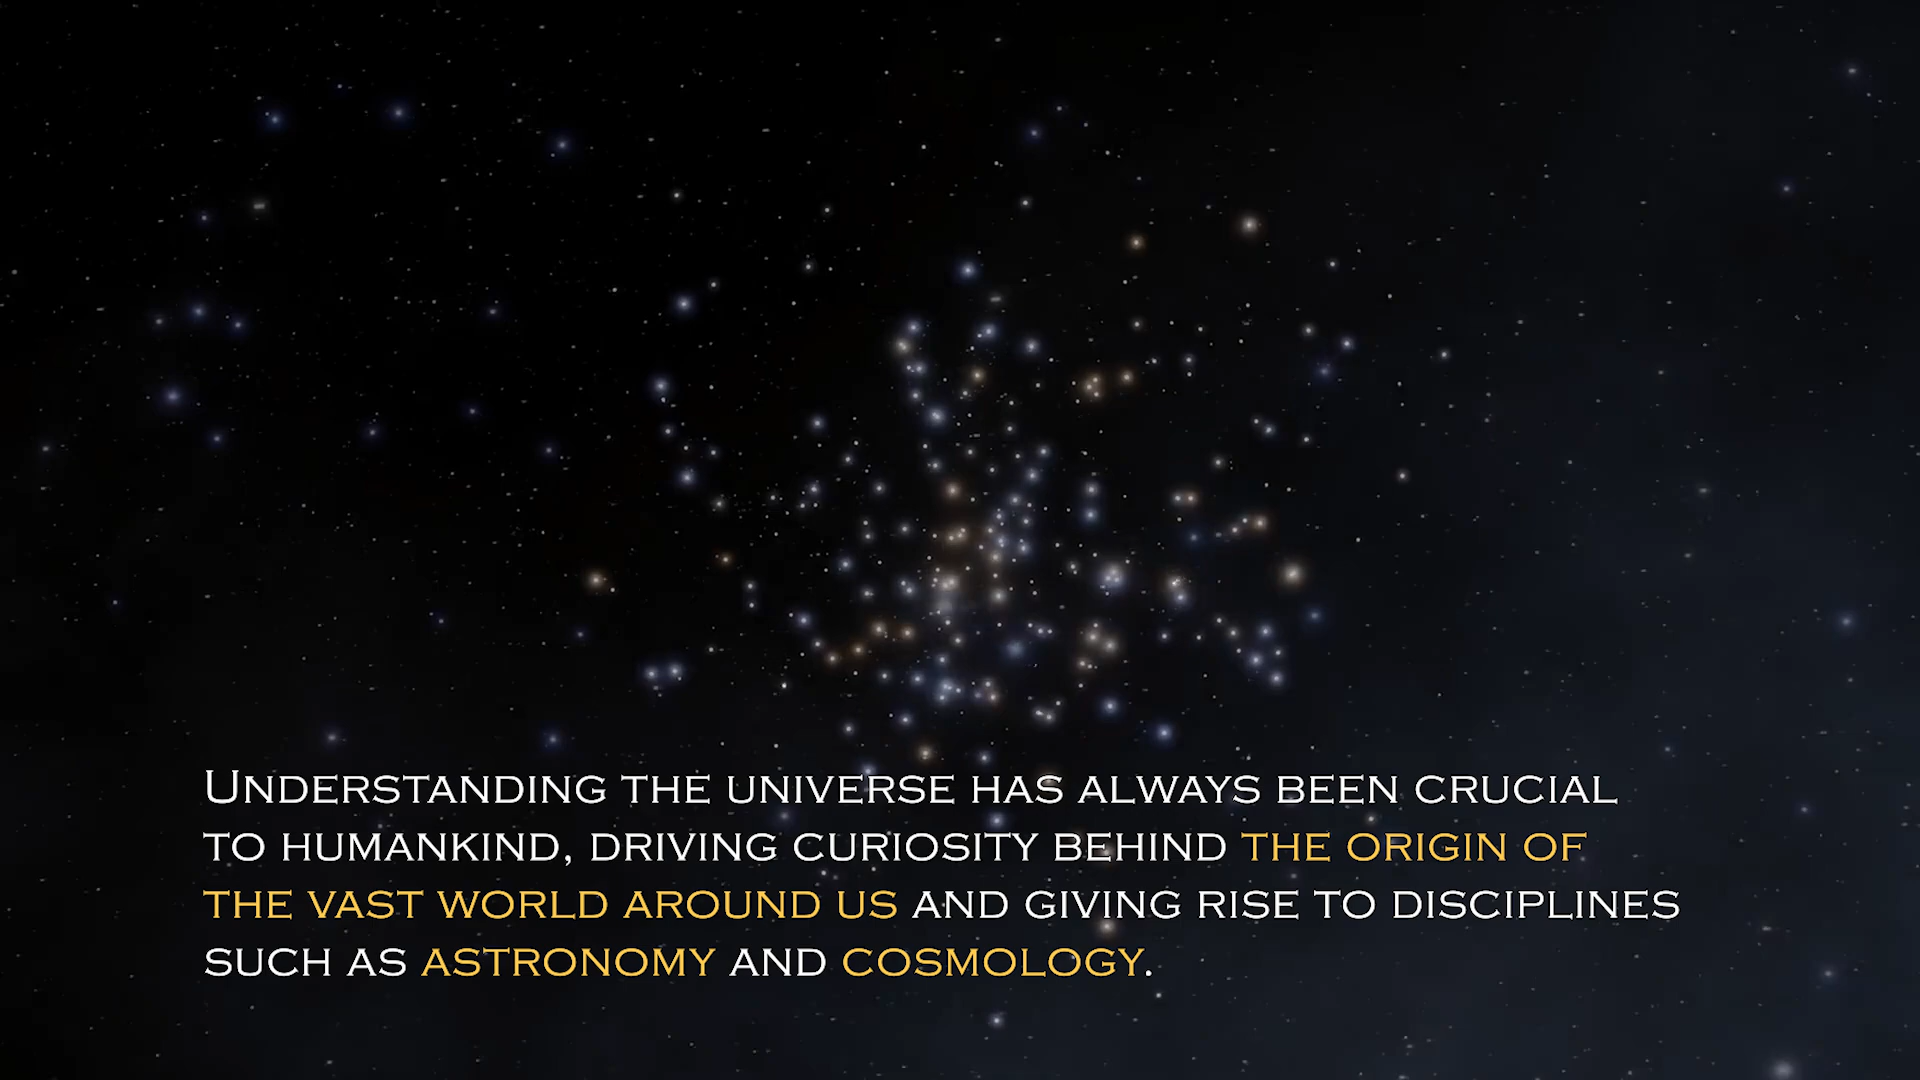 Understanding the universe has always been crucial
to humankind, driving curiosity behind the origin of
the vast world around us and giving rise to disciplines
such as astronomy and cosmology.